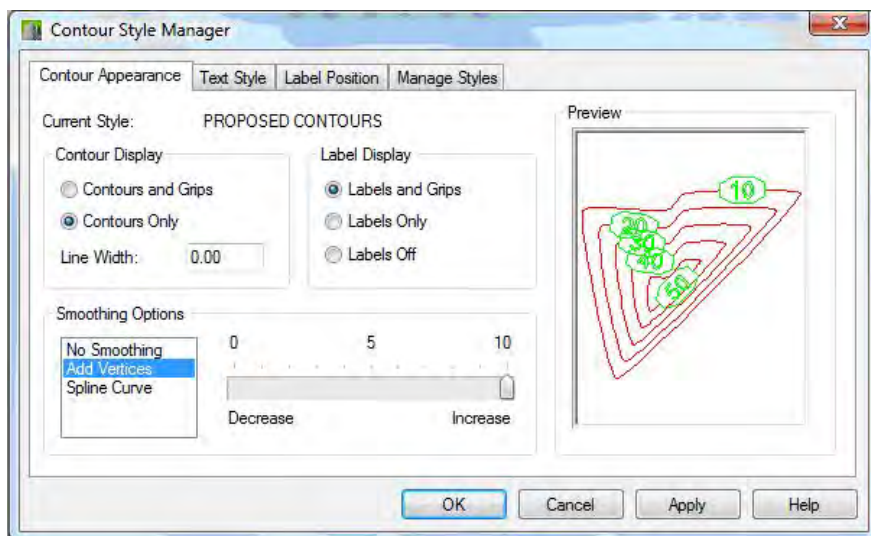 Contour Style Manager
Contour Appearance Text Style Label Position Manage Styles
Current Style: PROPOSED CONTOURS
Contour Display
Contours and Grips
Contours Only
Line Width: 0.00
Label Display
Labels and Grips
Labels Only
Labels Off
Smoothing Options
No Smoothing
Add Vertices
Spline Curve
0 5 10
Decrease Increase
Preview
10
20
30
40
50
OK Cancel Apply Help